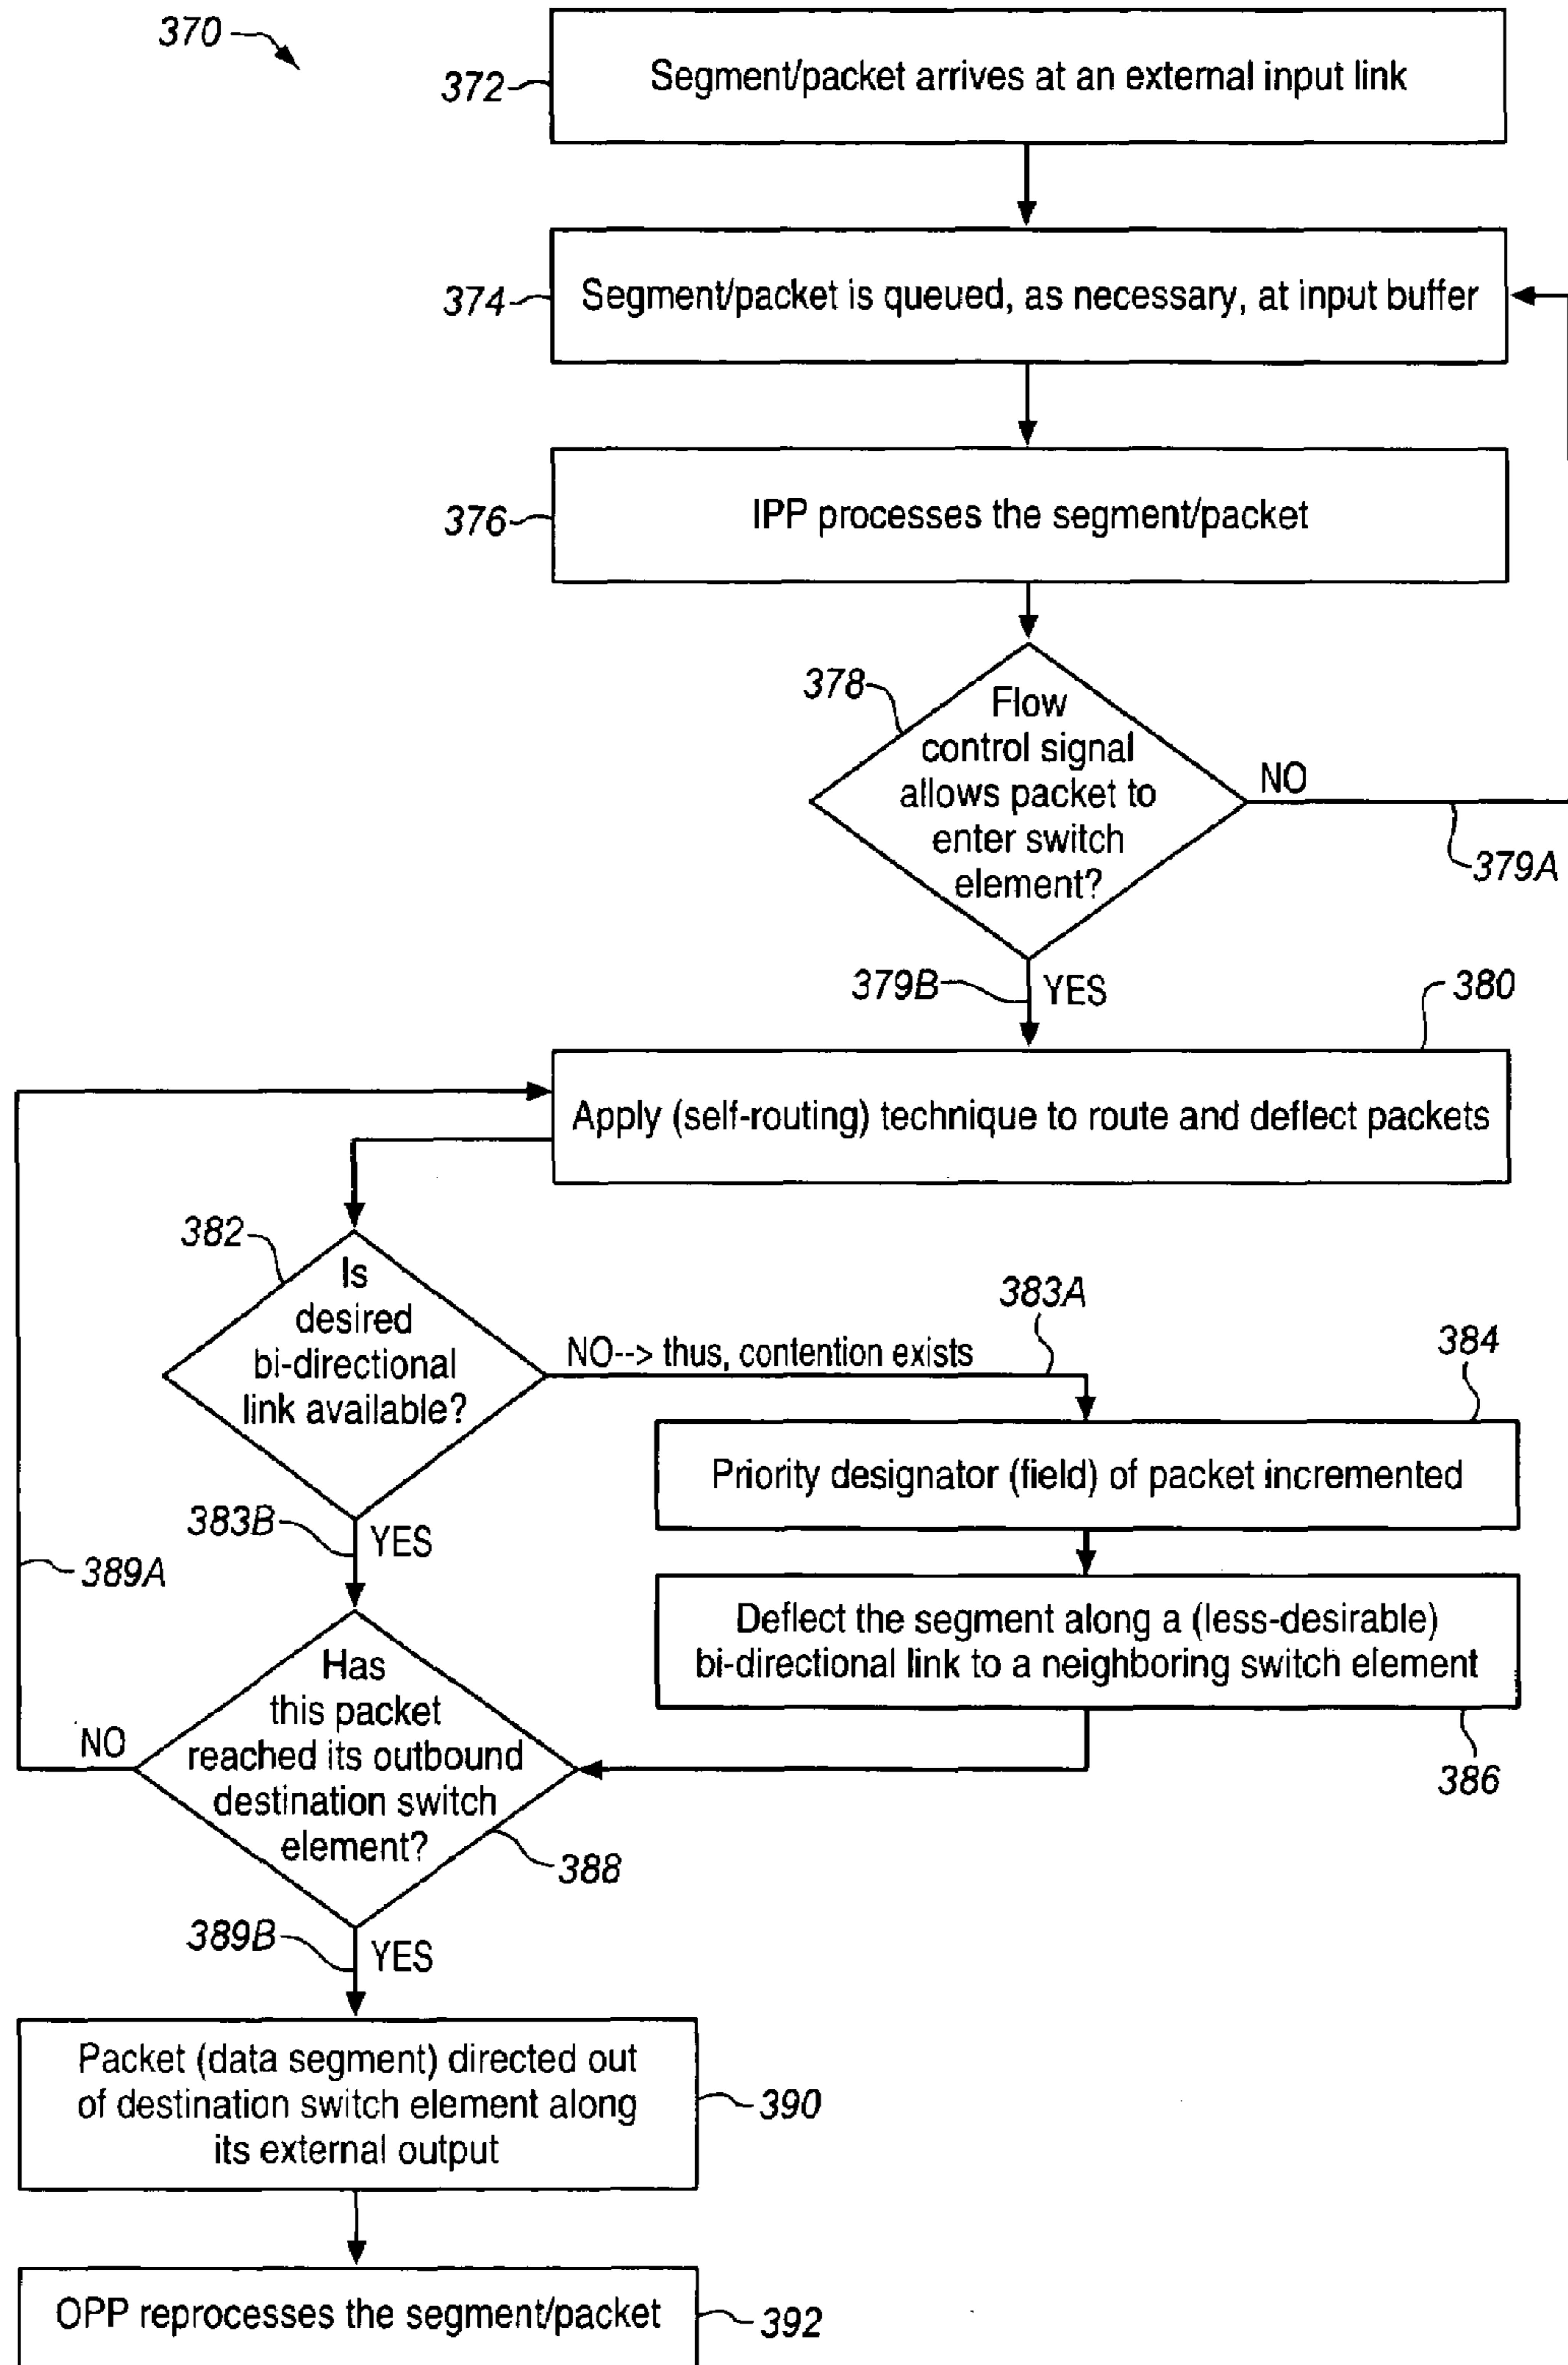 370
372
Segment/packet arrives at an external input link
374
Segment/packet is queued, as necessary, at input buffer
376
IPP processes the segment/packet
378
Flow
control signal
allows packet to
enter switch
element?
NO
379A
379B
YES
380
Apply (self-routing) technique to route and deflect packets
382
Is
desired
bi-directional
link available?
NO--> thus, contention exists
383A
384
Priority designator (field) of packet incremented
383B
YES
389A
Deflect the segment along a (less-desirable)
bi-directional link to a neighboring switch element
386
Has
this packet
reached its outbound
destination switch
element?
NO
388
389B
YES
Packet (data segment) directed out
of destination switch element along
its external output
390
OPP reprocesses the segment/packet
392